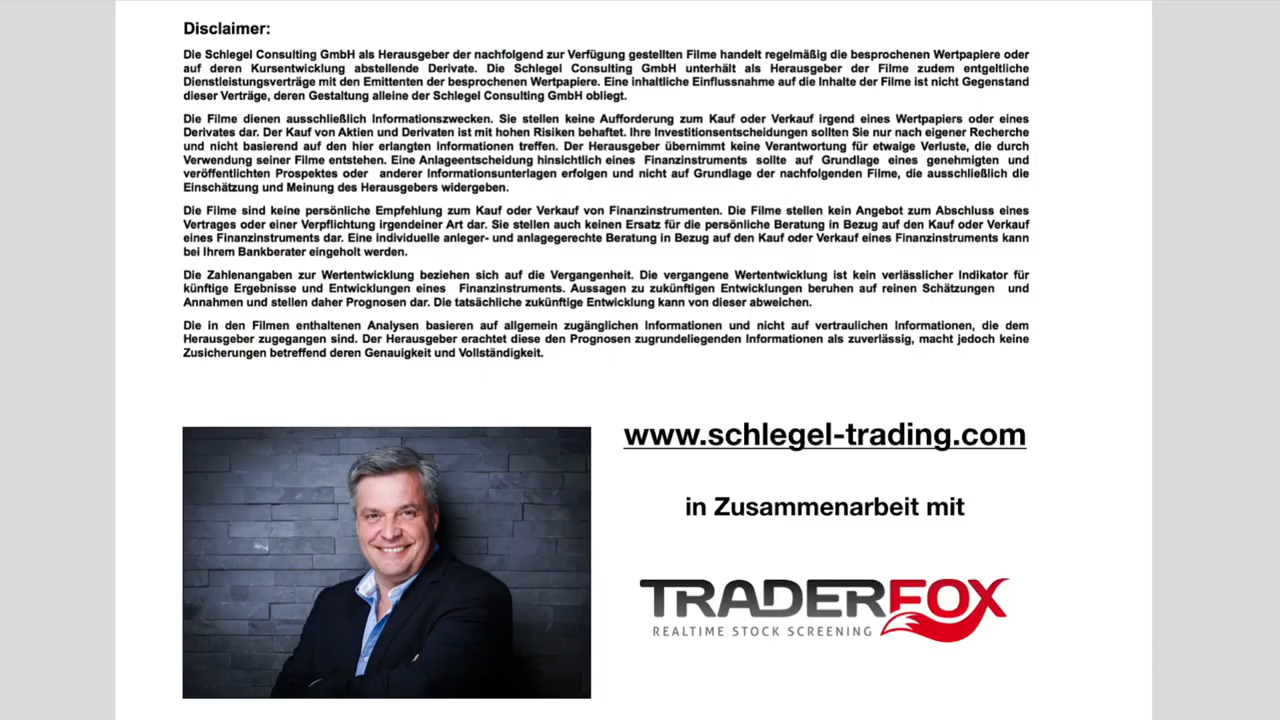 Disclaimer:
Die Schlegel Consulting GmbH als Herausgeber der nachfolgend zur Verfügung gestellten Filme handelt regelmäßig die besprochenen Wertpapiere oder
auf deren Kursentwicklung abstellende Derivate. Die Schlegel Consulting GmbH unterhält als Herausgeber der Filme zudem entgeltliche
Dienstleistungsverträge mit den Emittenten der besprochenen Wertpapiere. Eine inhaltliche Einflussnahme auf die Inhalte der Filme ist nicht Gegenstand
dieser Verträge, deren Gestaltung alleine der Schlegel Consulting GmbH obliegt.
Die Filme dienen ausschließlich Informationszwecken. Sie stellen keine Aufforderung zum Kauf oder Verkauf irgend eines Wertpapiers oder eines
Derivates dar. Der Kauf von Aktien und Derivaten ist mit hohen Risiken behaftet. Ihre Investitionsentscheidungen sollten Sie nur nach eigener Recherche
und nicht basierend auf den hier erlangten Informationen treffen. Der Herausgeber übernimmt keine Verantwortung für etwaige Verluste, die durch
Verwendung seiner Filme entstehen. Eine Anlageentscheidung hinsichtlich eines Finanzinstruments sollte auf Grundlage eines genehmigten und
veröffentlichten Prospektes oder anderer Informationsunterlagen erfolgen und nicht auf Grundlage der nachfolgenden Filme, die ausschließlich die
Einschätzung und Meinung des Herausgebers widergeben.
Die Filme sind keine persönliche Empfehlung zum Kauf oder Verkauf von Finanzinstrumenten. Die Filme stellen kein Angebot zum Abschluss eines
Vertrages oder einer Verpflichtung irgendeiner Art dar. Sie stellen auch keinen Ersatz für die persönliche Beratung in Bezug auf den Kauf oder Verkauf
eines Finanzinstruments dar. Eine individuelle anleger- und anlagegerechte Beratung in Bezug auf den Kauf oder Verkauf eines Finanzinstruments kann
bei Ihrem Bankberater eingeholt werden.
Die Zahlenangaben zur Wertentwicklung beziehen sich auf die Vergangenheit. Die vergangene Wertentwicklung ist kein verlässlicher Indikator für
künftige Ergebnisse und Entwicklungen eines Finanzinstruments. Aussagen zu zukünftigen Entwicklungen beruhen auf reinen Schätzungen und
Annahmen und stellen daher Prognosen dar. Die tatsächliche zukünftige Entwicklung kann von dieser abweichen.
Die in den Filmen enthaltenen Analysen basieren auf allgemein zugänglichen Informationen und nicht auf vertraulichen Informationen, die dem
Herausgeber zugegangen sind. Der Herausgeber erachtet diese den Prognosen zugrundeliegenden Informationen als zuverlässig, macht jedoch keine
Zusicherungen betreffend deren Genauigkeit und Vollständigkeit.
www.schlegel-trading.com
in Zusammenarbeit mit
TRADERFOX
REALTIME STOCK SCREENING